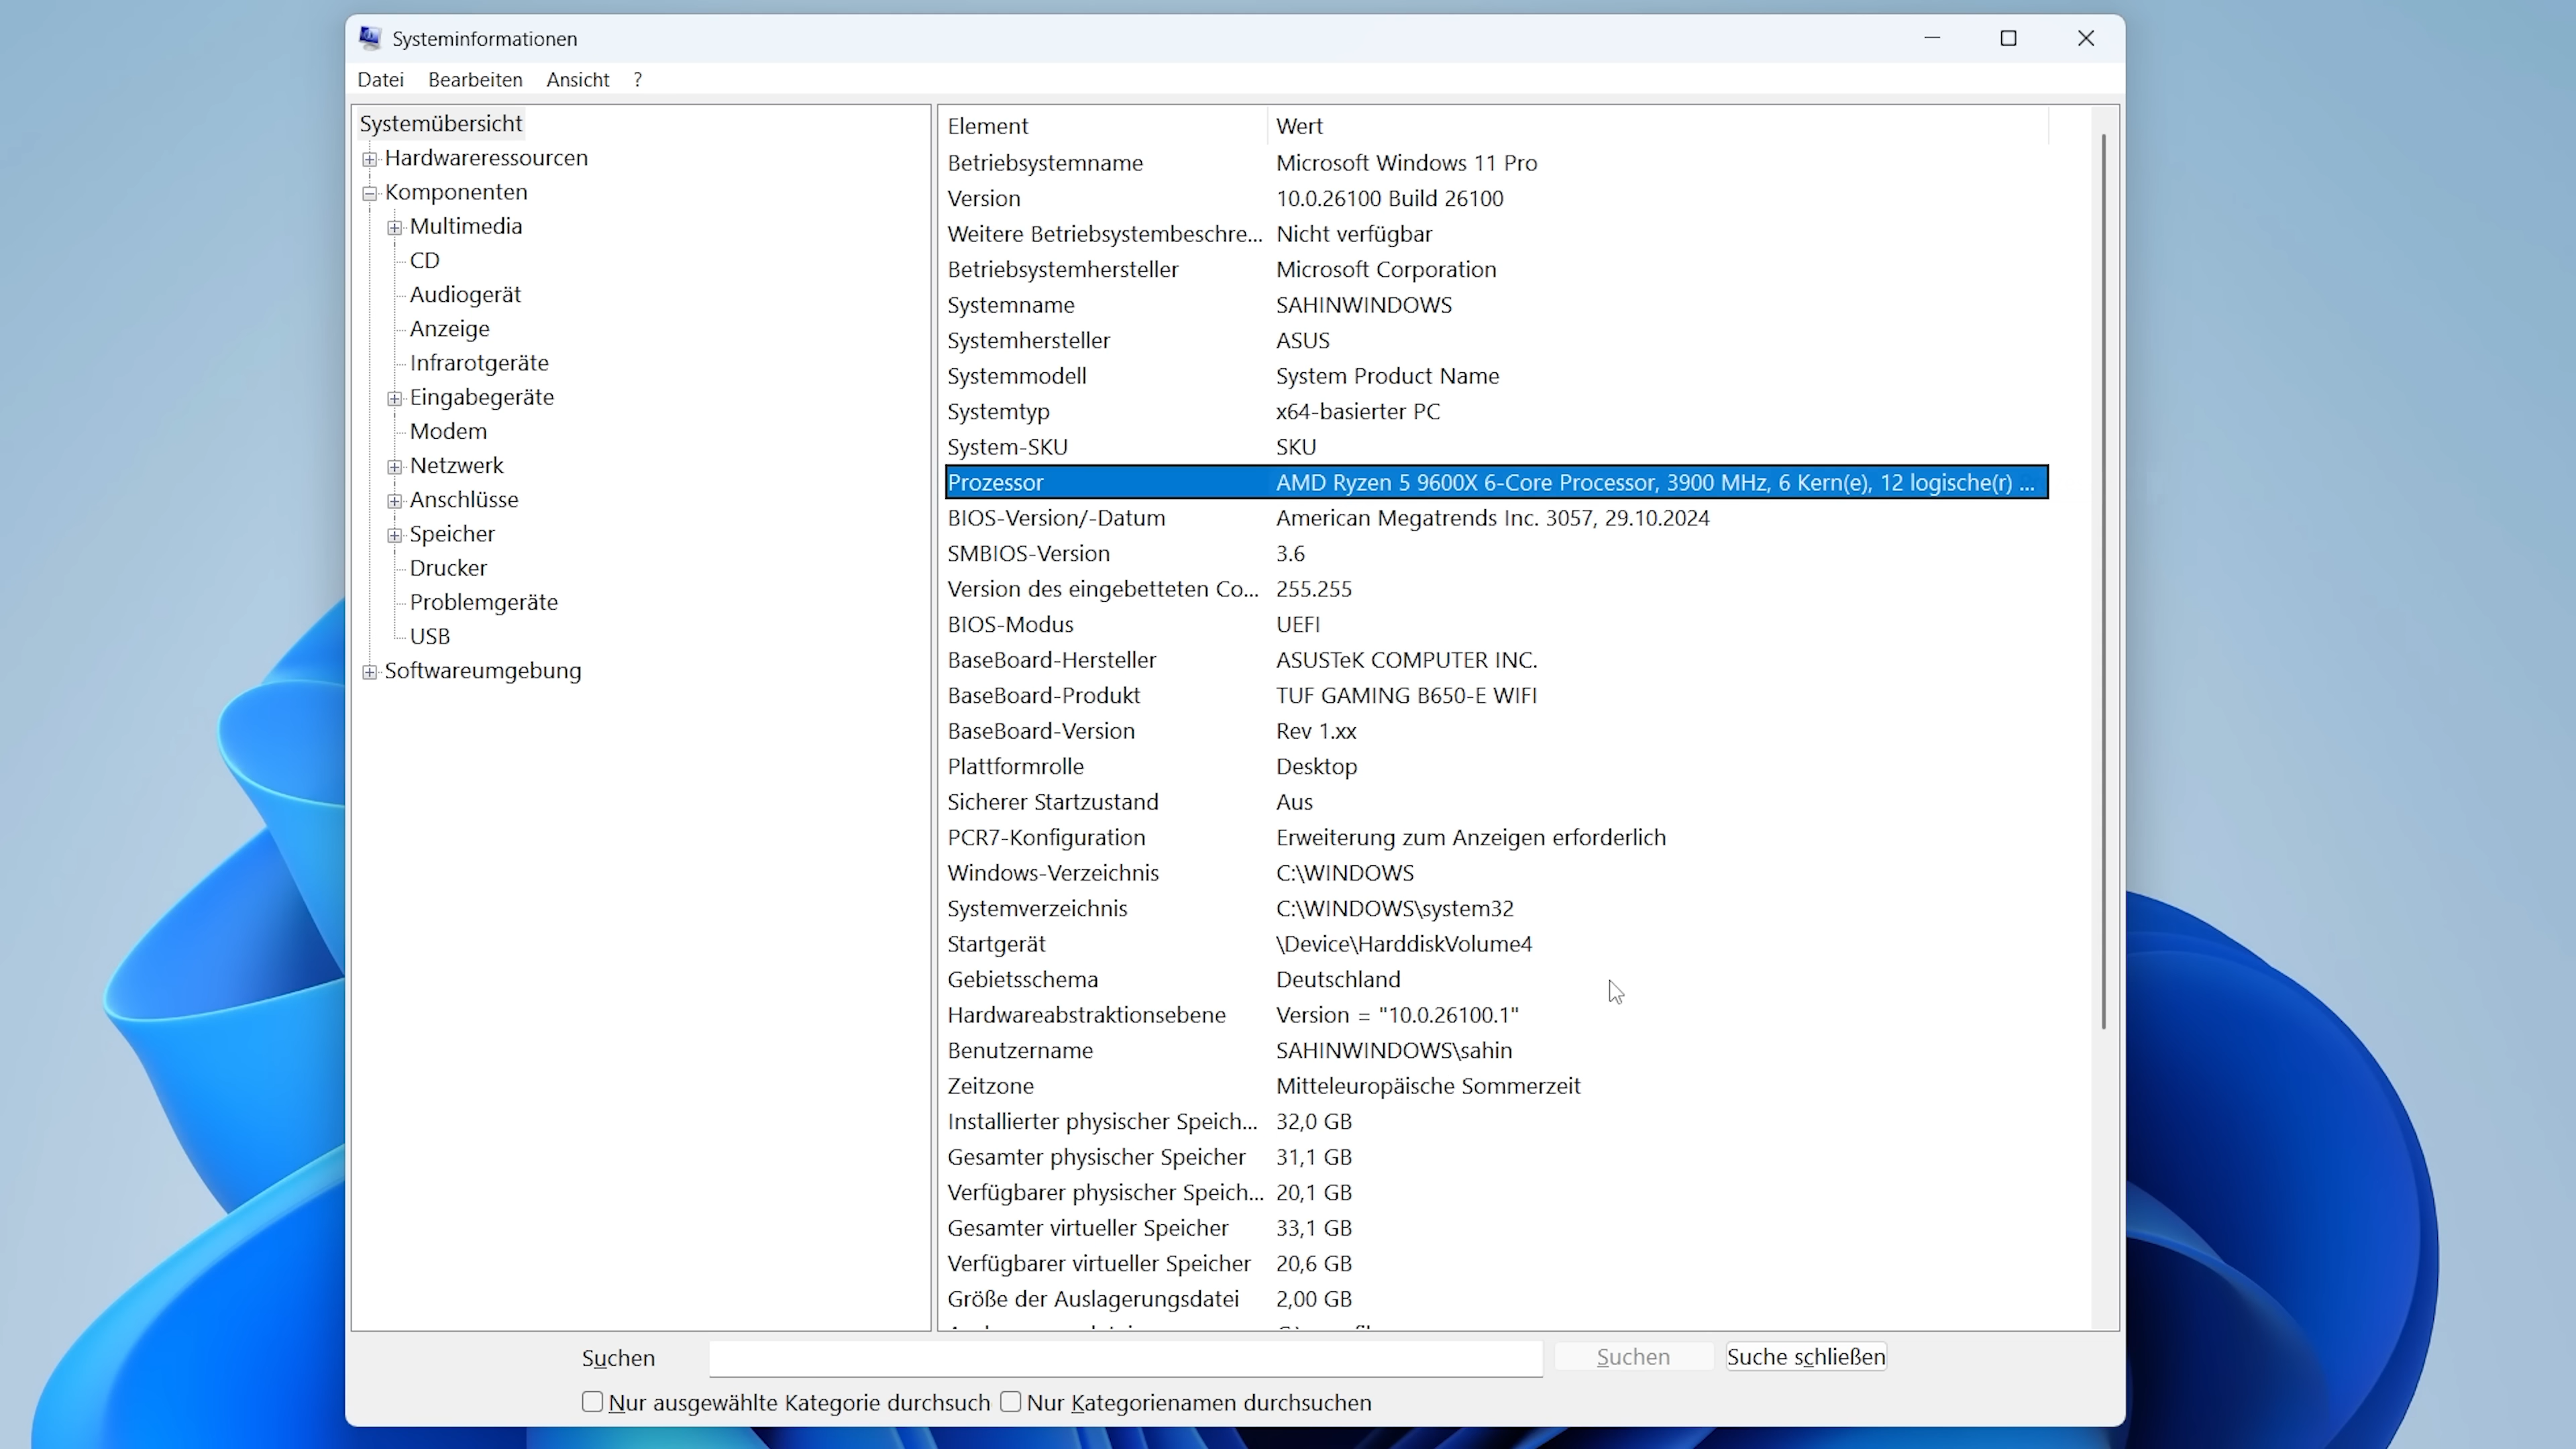 Systeminformationen
Datei Bearbeiten Ansicht ?
Systemübersicht
Hardwareressourcen
Komponenten
Multimedia
CD
Audiogerät
Anzeige
Infrarotgeräte
Eingabegeräte
Modem
Netzwerk
Anschlüsse
Speicher
Drucker
Problemgeräte
USB
Softwareumgebung
Element Wert
Betriebsystemname Microsoft Windows 11 Pro
Version 10.0.26100 Build 26100
Weitere Betriebsystembeschre... Nicht verfügbar
Betriebsystemhersteller Microsoft Corporation
Systemname SAHINWINDOWS
Systemhersteller ASUS
Systemmodell System Product Name
Systemtyp x64-basierter PC
System-SKU SKU
Prozessor AMD Ryzen 5 9600X 6-Core Processor, 3900 MHz, 6 Kern(e), 12 logische(r) ...
BIOS-Version/-Datum American Megatrends Inc. 3057, 29.10.2024
SMBIOS-Version 3.6
Version des eingebetteten Co... 255.255
BIOS-Modus UEFI
BaseBoard-Hersteller ASUSTeK COMPUTER INC.
BaseBoard-Produkt TUF GAMING B650-E WIFI
BaseBoard-Version Rev 1.xx
Plattformrolle Desktop
Sicherer Startzustand Aus
PCR7-Konfiguration Erweiterung zum Anzeigen erforderlich
Windows-Verzeichnis C:\WINDOWS
Systemverzeichnis C:\WINDOWS\system32
Startgerät \Device\HarddiskVolume4
Gebietsschema Deutschland
Hardwareabstraktionsebene Version = "10.0.26100.1"
Benutzername SAHINWINDOWS\sahin
Zeitzone Mitteleuropäische Sommerzeit
Installierter physischer Speich... 32,0 GB
Gesamter physischer Speicher 31,1 GB
Verfügbarer physischer Speich... 20,1 GB
Gesamter virtueller Speicher 33,1 GB
Verfügbarer virtueller Speicher 20,6 GB
Größe der Auslagerungsdatei 2,00 GB
Suchen Suchen Suche schließen
Nur ausgewählte Kategorie durchsuch Nur Kategorienamen durchsuchen